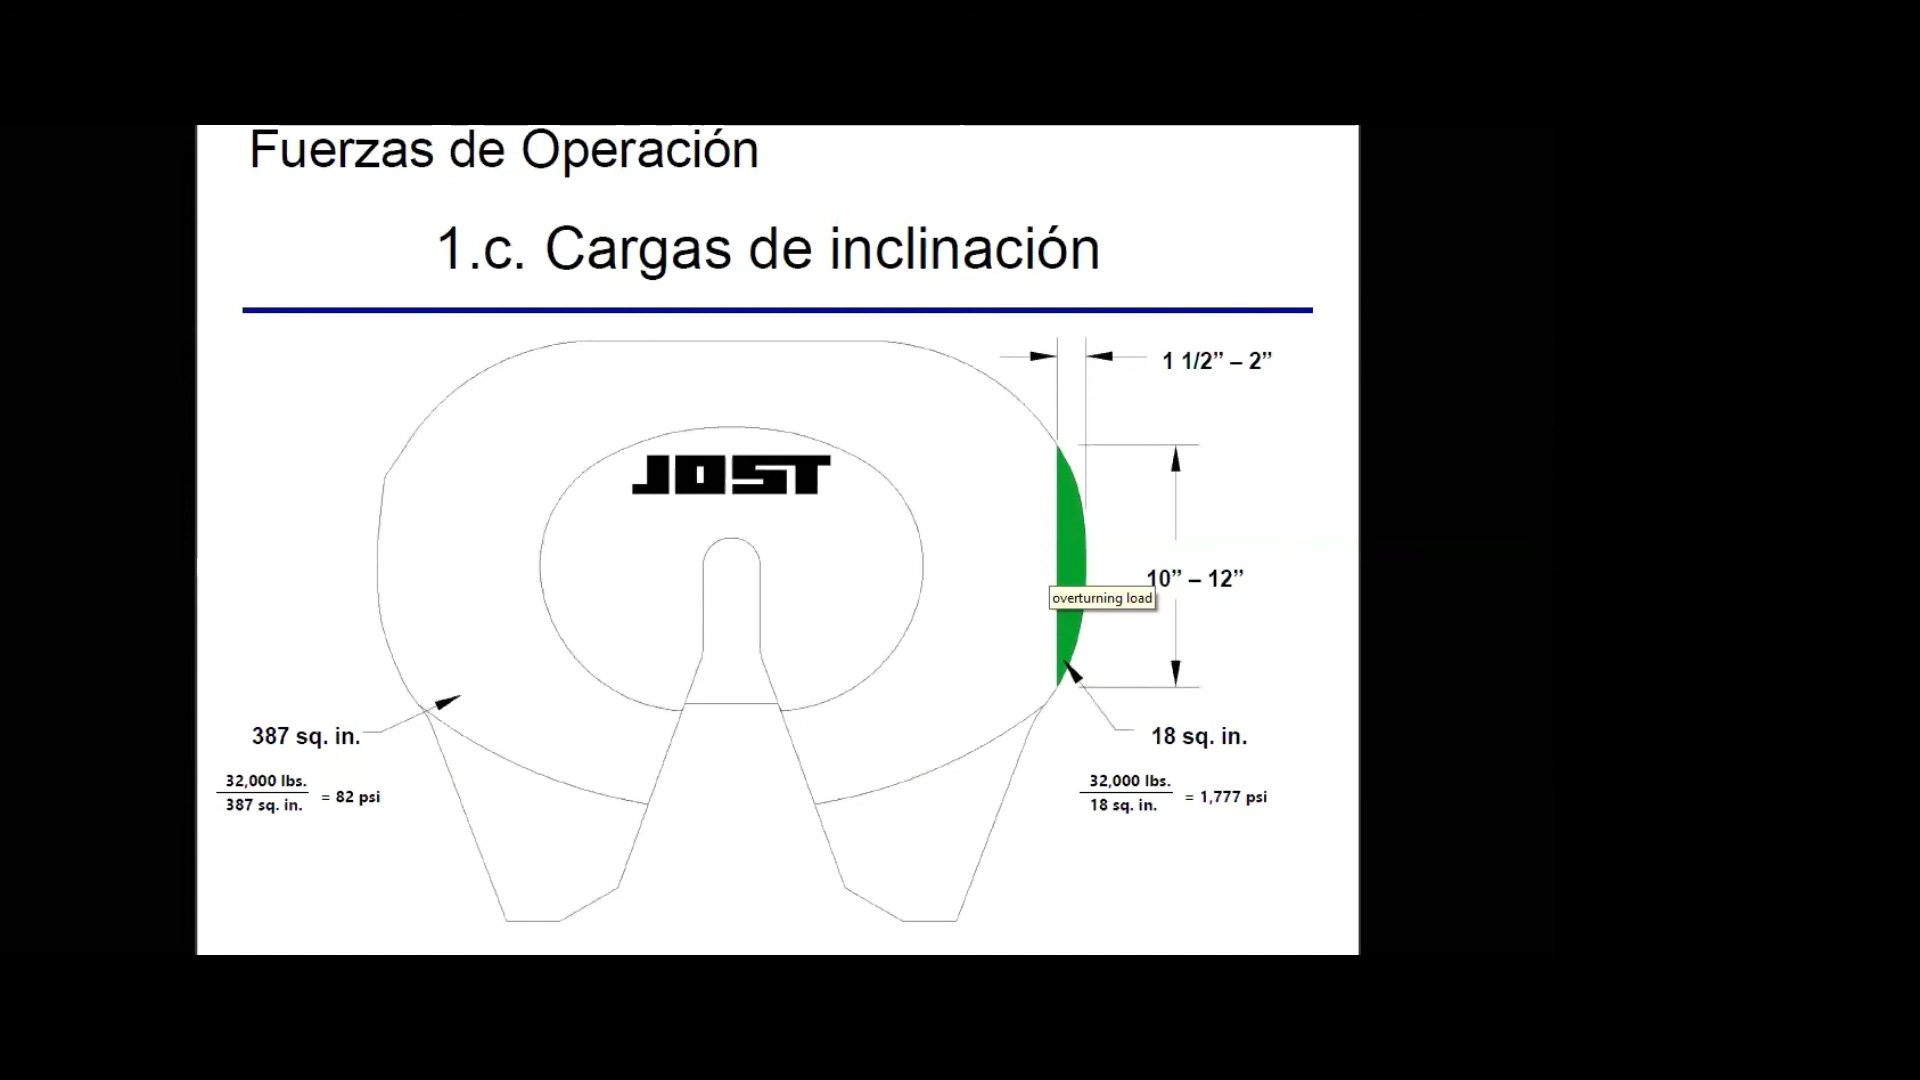 Fuerzas de Operación
1.c. Cargas de inclinación
1 1/2” – 2”
JOST
10” – 12”
overturning load
387 sq. in.
18 sq. in.
32,000 lbs.
387 sq. in.
= 82 psi
32,000 lbs.
18 sq. in.
= 1,777 psi